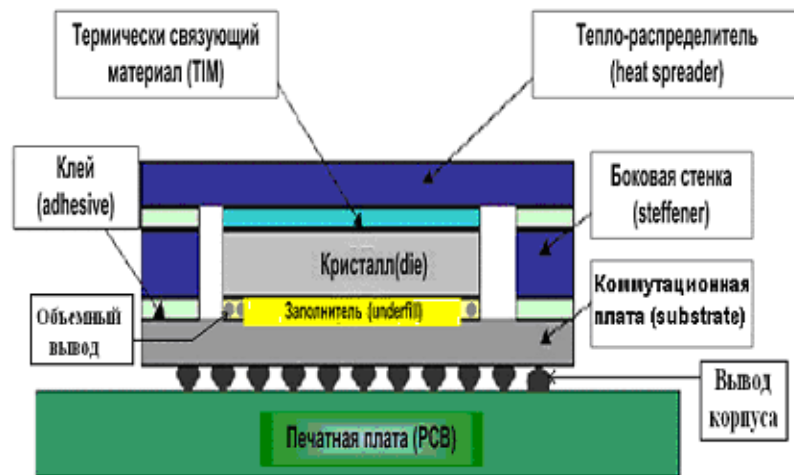 Термически связующий
материал (TIM)
Тепло-распределитель
(heat spreader)
Клей
(adhesive)
Боковая стенка
(steffener)
Кристалл(die)
Коммутационная
плата (substrate)
Объемный
вывод
Заполнитель (underfill)
Вывод
корпуса
Печатная плата (PCB)